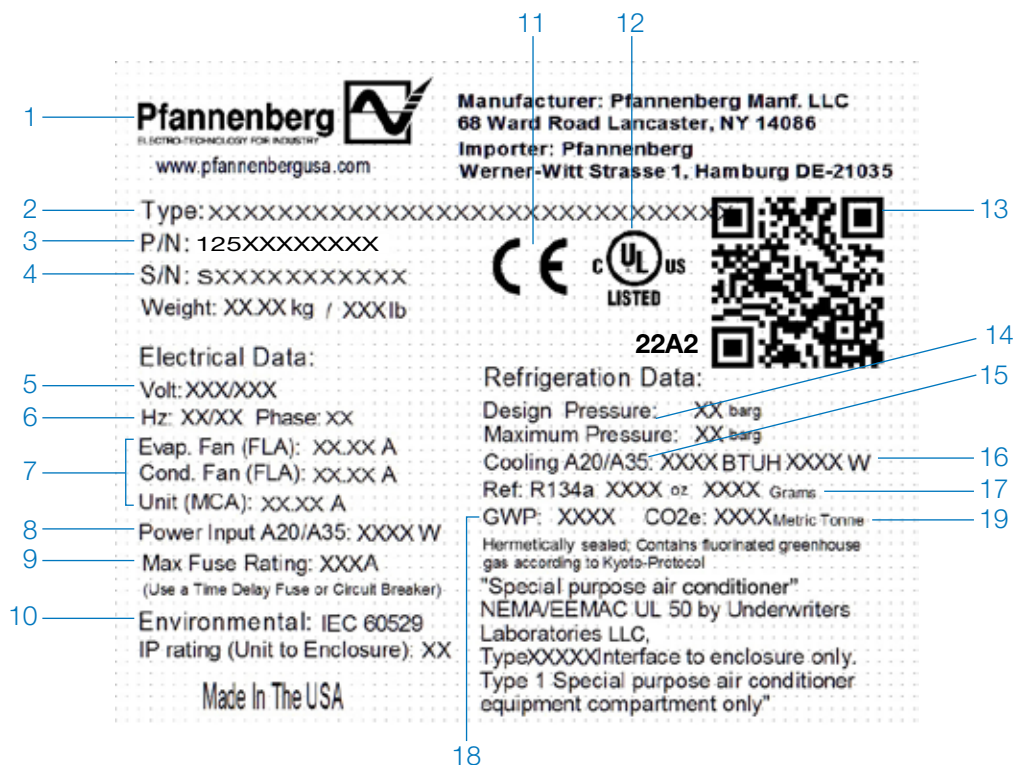 11 12
1 Pfannenberg
ELECTRO-TECHNOLOGY FOR INDUSTRY
www.pfannenbergusa.com
Manufacturer: Pfannenberg Manf. LLC
68 Ward Road Lancaster, NY 14086
Importer: Pfannenberg
Werner-Witt Strasse 1, Hamburg DE-21035
2 Type:XXXXXXXXXXXXXXXXXXXXXXXXXXXXXXX 13
3 P/N: 125XXXXXXXX
4 S/N: SXXXXXXXXXXX
Weight: XX.XX kg / XXX lb
CE
C UL US
LISTED
22A2
Electrical Data:
5 Volt: XXX/XXX
6 Hz: XX/XX Phase: XX
7 Evap. Fan (FLA): XX.XX A
Cond. Fan (FLA): XX.XX A
Unit (MCA): XX.XX A
8 Power Input A20/A35: XXXX W
9 Max Fuse Rating: XXXA
(Use a Time Delay Fuse or Circuit Breaker)
10 Environmental: IEC 60529
IP rating (Unit to Enclosure): XX
Made In The USA
Refrigeration Data:
Design Pressure: XX barg 14
Maximum Pressure: XX barg
Cooling A20/A35: XXXX BTUH XXXX W 15 16
Ref: R134a XXXX oz XXXX Grams 17
GWP: XXXX CO2e: XXXX Metric Tonne 19
Hermetically sealed; Contains fluorinated greenhouse
gas according to Kyoto-Protocol
"Special purpose air conditioner"
NEMA/EEMAC UL 50 by Underwriters
Laboratories LLC,
TypeXXXXXInterface to enclosure only.
Type 1 Special purpose air conditioner
equipment compartment only"
18